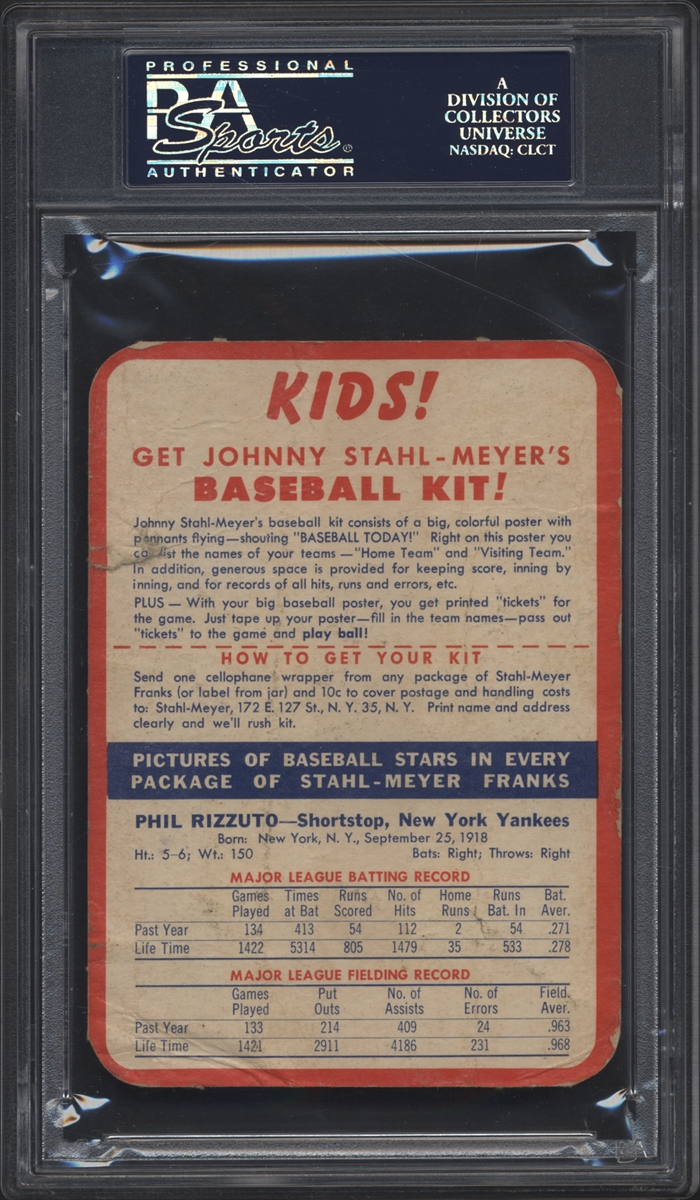 PROFESSIONAL
PSA
Sports
AUTHENTICATOR
A
DIVISION OF
COLLECTORS
UNIVERSE
NASDAQ: CLCT
KIDS!
GET JOHNNY STAHL-MEYER'S
BASEBALL KIT!
Johnny Stahl-Meyer's baseball kit consists of a big, colorful poster with
pennants flying—shouting "BASEBALL TODAY!" Right on this poster you
can list the names of your teams —"Home Team" and "Visiting Team."
In addition, generous space is provided for keeping score, inning by
inning, and for records of all hits, runs and errors, etc.
PLUS — With your big baseball poster, you get printed "tickets" for
the game. Just tape up your poster—fill in the team names—pass out
"tickets" to the game and play ball!
HOW TO GET YOUR KIT
Send one cellophane wrapper from any package of Stahl-Meyer
Franks (or label from jar) and 10c to cover postage and handling costs
to: Stahl-Meyer, 172 E. 127 St., N. Y. 35, N. Y. Print name and address
clearly and we'll rush kit.
PICTURES OF BASEBALL STARS IN EVERY
PACKAGE OF STAHL-MEYER FRANKS
PHIL RIZZUTO—Shortstop, New York Yankees
Born: New York, N. Y., September 25, 1918
Ht.: 5-6; Wt.: 150 Bats: Right; Throws: Right
MAJOR LEAGUE BATTING RECORD
Games Times Runs No. of Home Runs Bat.
Played at Bat Scored Hits Runs Bat. In Aver.
Past Year 134 413 54 112 2 54 .271
Life Time 1422 5314 805 1479 35 533 .278
MAJOR LEAGUE FIELDING RECORD
Games Put No. of No. of Field.
Played Outs Assists Errors Aver.
Past Year 133 214 409 24 .963
Life Time 1421 2911 4186 231 .968